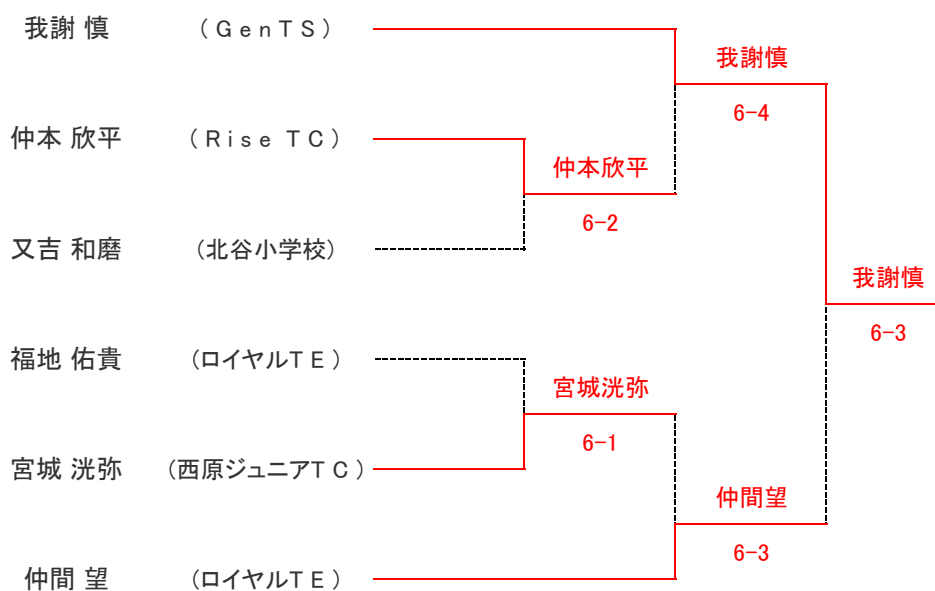 我謝 慎 (GenTS)
我謝慎
6-4
仲本 欣平 (Rise TC)
仲本欣平
6-2
又吉 和磨 (北谷小学校)
我謝慎
6-3
福地 佑貴 (ロイヤルTE)
宮城洸弥
6-1
宮城 洸弥 (西原ジュニアTC)
仲間望
6-3
仲間 望 (ロイヤルTE)